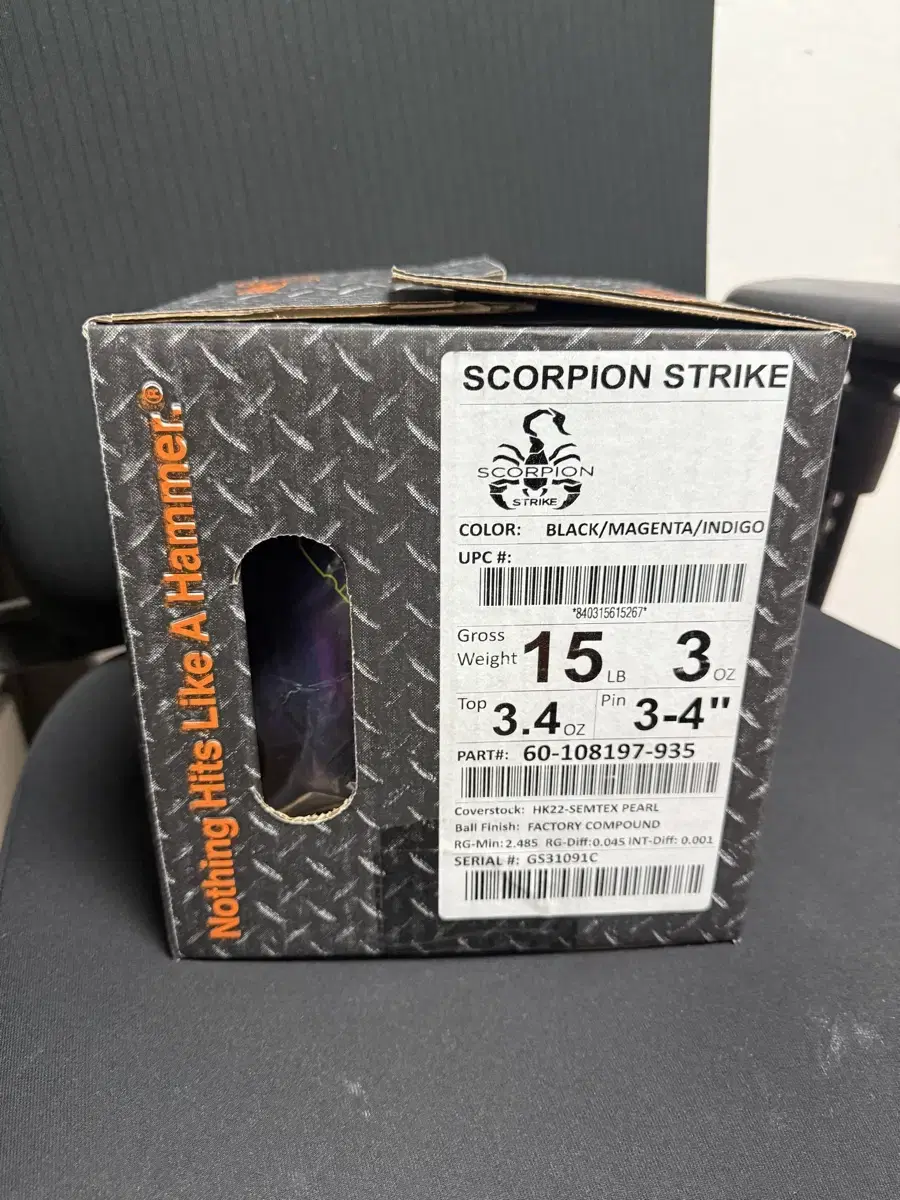 Nothing Hits Like A Hammer.®
SCORPION STRIKE
SCORPION
STRIKE
COLOR: BLACK/MAGENTA/INDIGO
UPC #:
*840315615267*
Gross Weight 15 LB 3 OZ
Top 3.4 OZ Pin 3-4"
PART#: 60-108197-935
Coverstock: HK22-SEMTEX PEARL
Ball Finish: FACTORY COMPOUND
RG-Min: 2.485 RG-Diff:0.045 INT-Diff: 0.001
SERIAL #: GS31091C